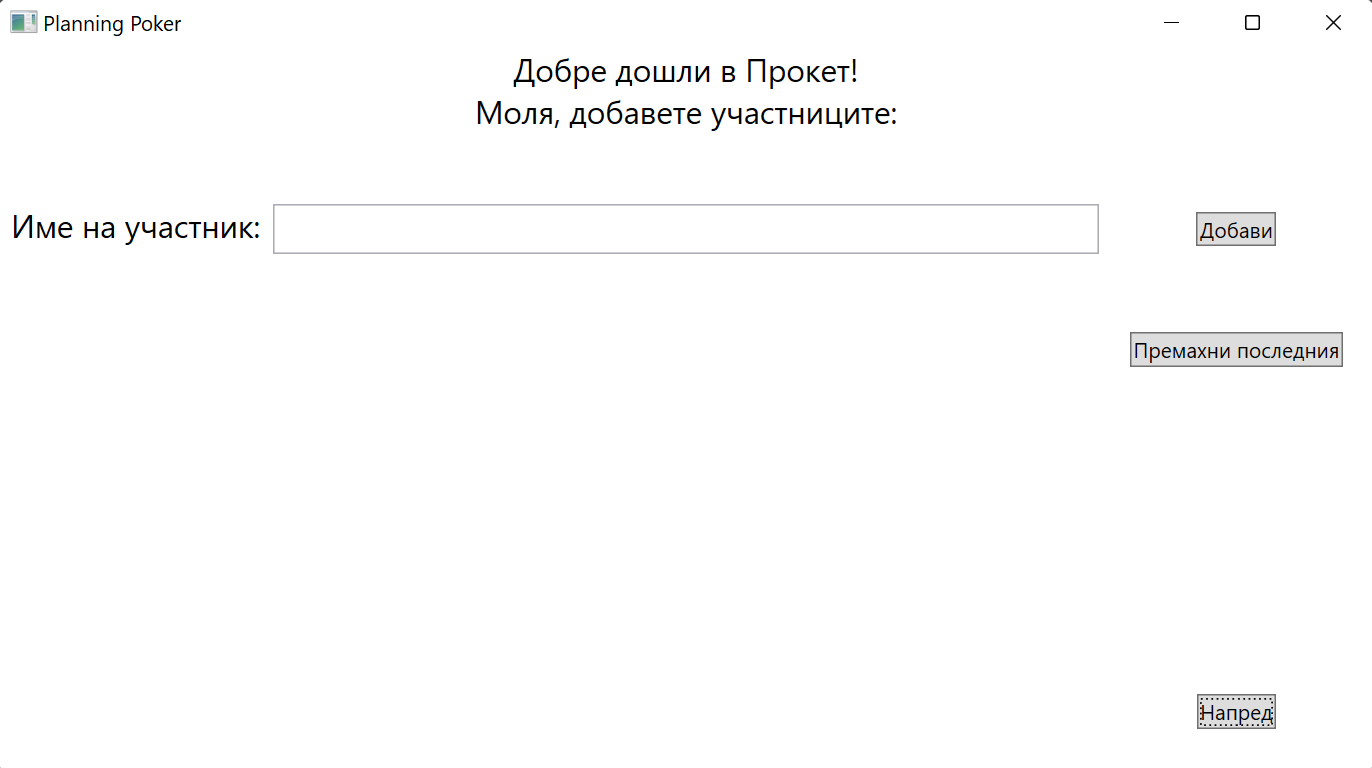 Planning Poker
Добре дошли в Прокет!
Моля, добавете участниците:
Име на участник:
Добави
Премахни последния
Напред